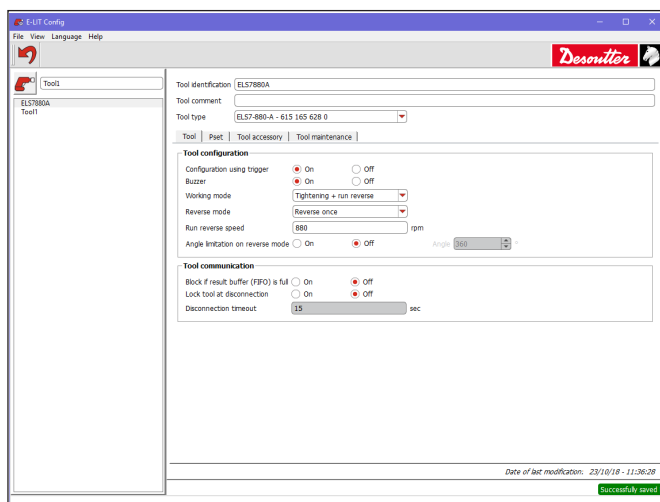 E-LIT Config
File View Language Help
Desoutter
Tool1
ELS7880A
Tool1
Tool identification ELS7880A
Tool comment
Tool type ELS7-880-A - 615 165 628 0
Tool Pset Tool accessory Tool maintenance
Tool configuration
Configuration using trigger On Off
Buzzer On Off
Working mode Tightening + run reverse
Reverse mode Reverse once
Run reverse speed 880 rpm
Angle limitation on reverse mode On Off Angle 360 °
Tool communication
Block if result buffer (FIFO) is full On Off
Lock tool at disconnection On Off
Disconnection timeout 15 sec
Date of last modification: 23/10/18 - 11:36:28
Successfully saved